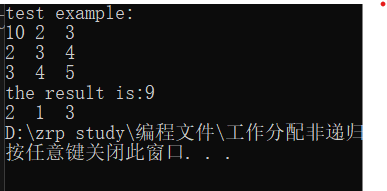 test example:
10 2 3
2 3 4
3 4 5
the result is:9
2 1 3
D:\zrp study\编程文件\工作分配非递归
按任意键关闭此窗口. . .